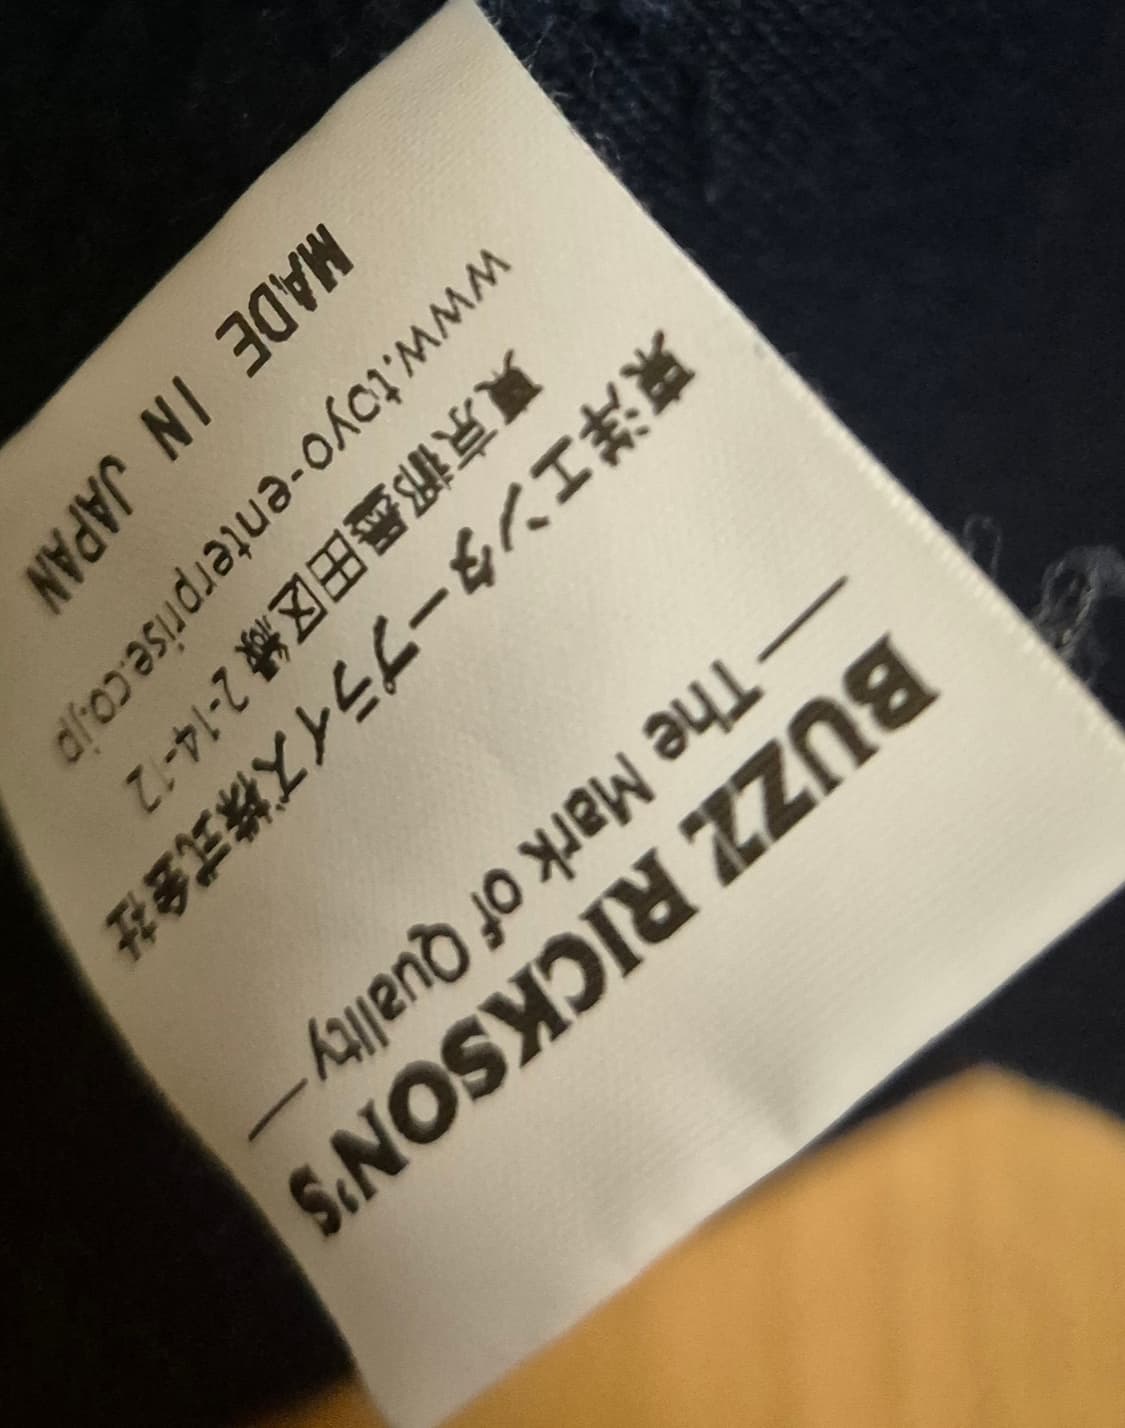 BUZZ RICKSON'S
— The Mark of Quality —
東洋エンタープライズ株式会社
東京都墨田区緑 2-14-12
www.toyo-enterprise.co.jp
MADE IN JAPAN